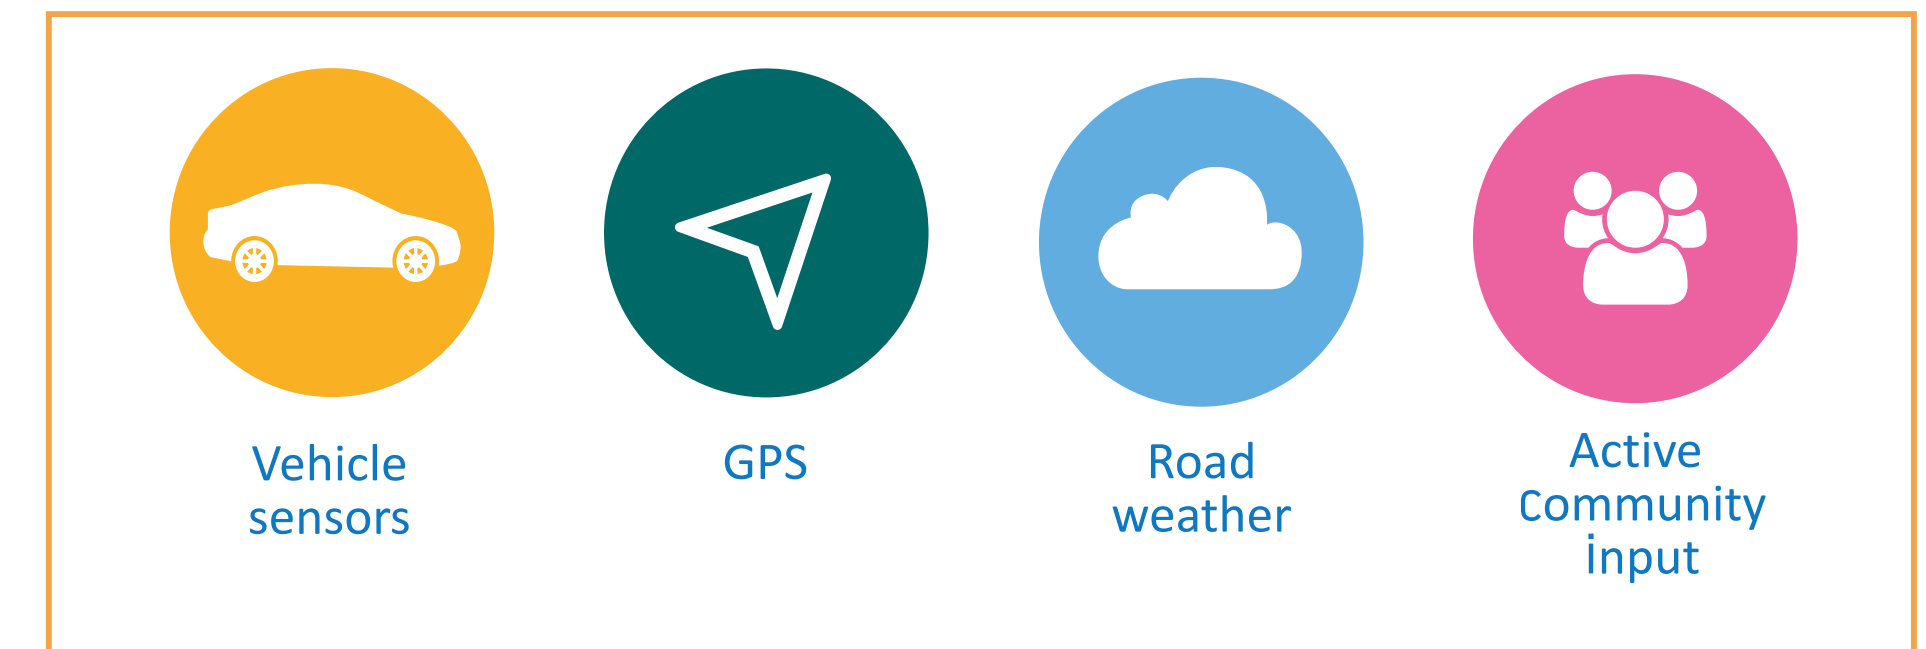 Vehicle
sensors
GPS
Road
weather
Active
community
input